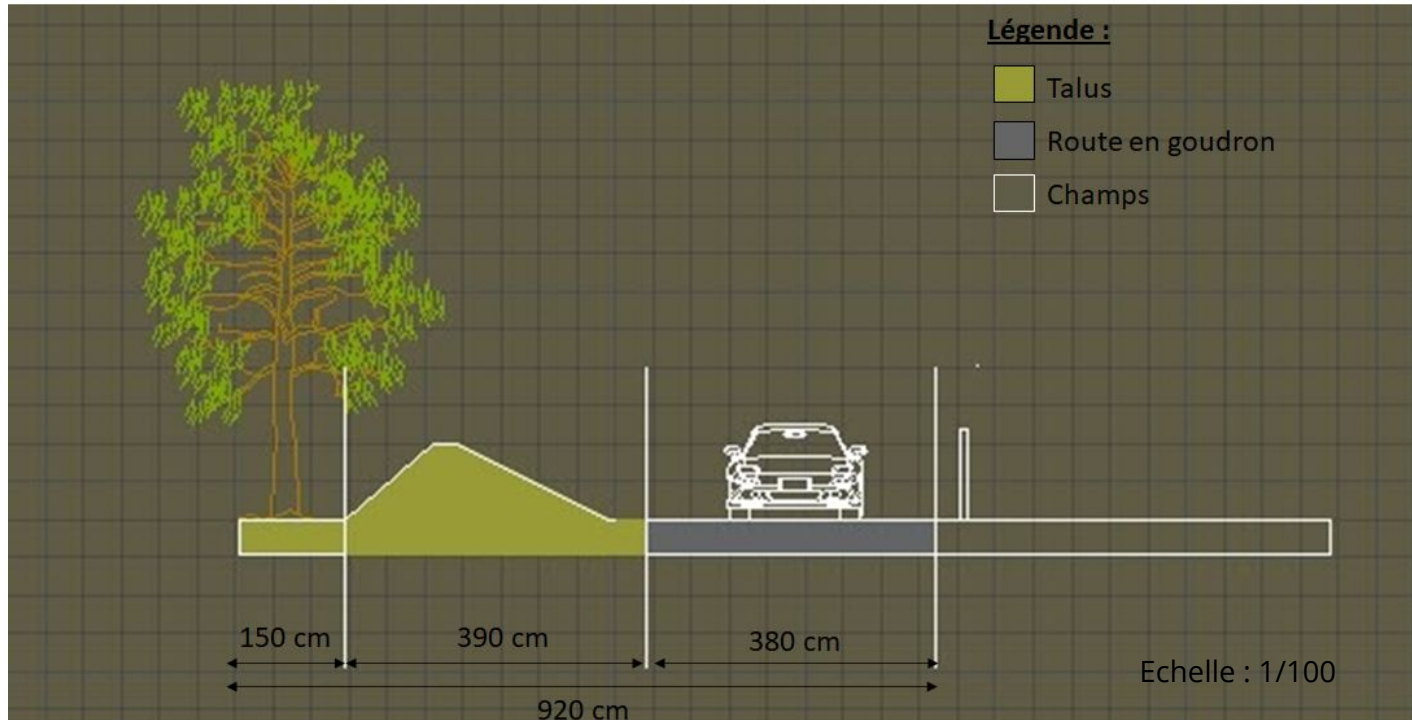 Légende :
Talus
Route en goudron
Champs
150 cm
390 cm
380 cm
Echelle : 1/100
920 cm